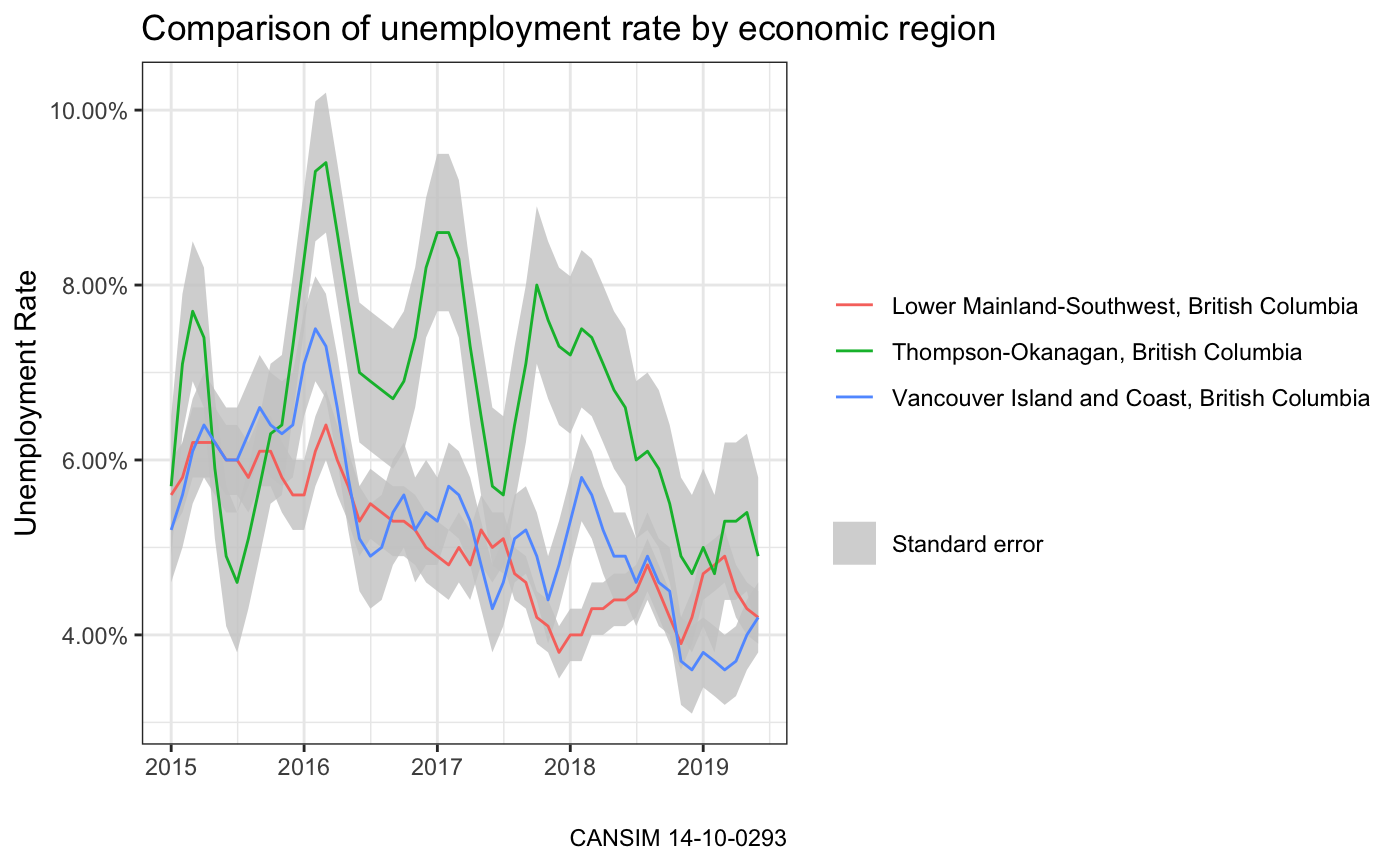 Comparison of unemployment rate by economic region
Unemployment Rate
10.00%
8.00%
6.00%
4.00%
2015
2016
2017
2018
2019
Lower Mainland-Southwest, British Columbia
Thompson-Okanagan, British Columbia
Vancouver Island and Coast, British Columbia
Standard error
CANSIM 14-10-0293